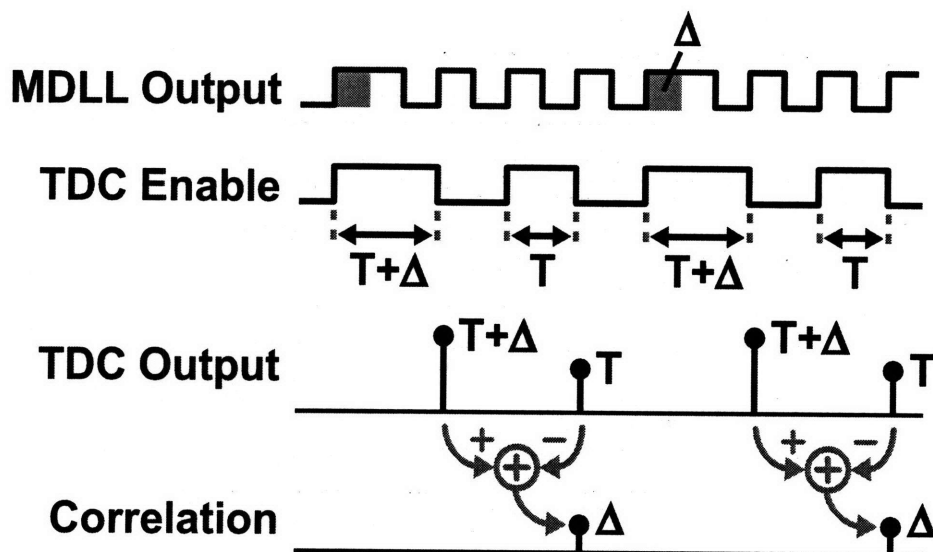 Δ
MDLL Output
TDC Enable
T+Δ T T+Δ T
TDC Output
T+Δ T T+Δ T
+ − + −
+ +
Correlation Δ Δ